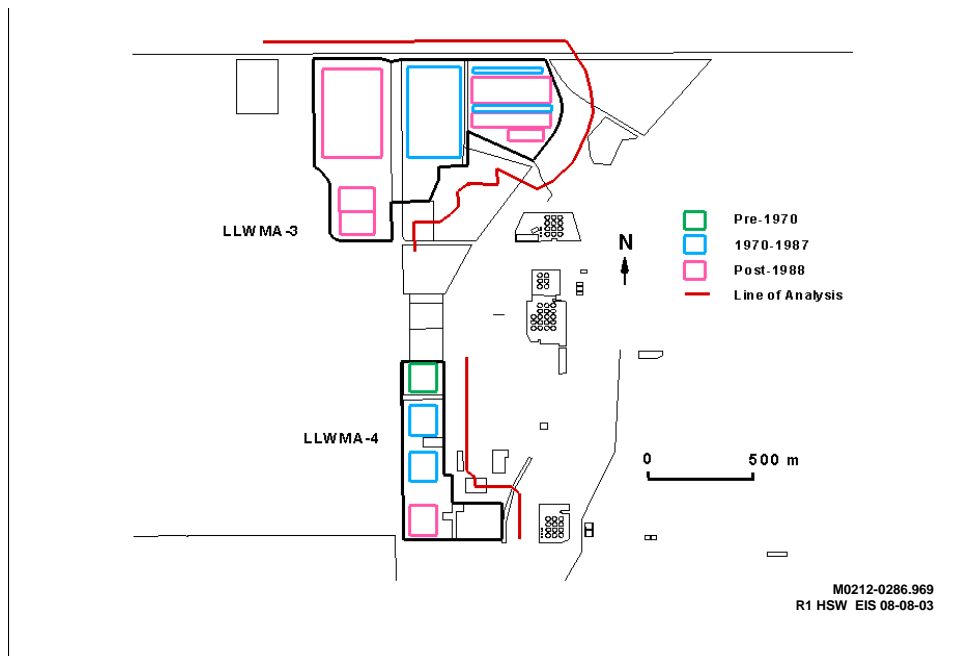 LLWMA-3
Pre-1970
N
1970-1987
Post-1988
Line of Analysis
LLWMA-4
0 500 m
M0212-0286.969
R1 HSW EIS 08-08-03